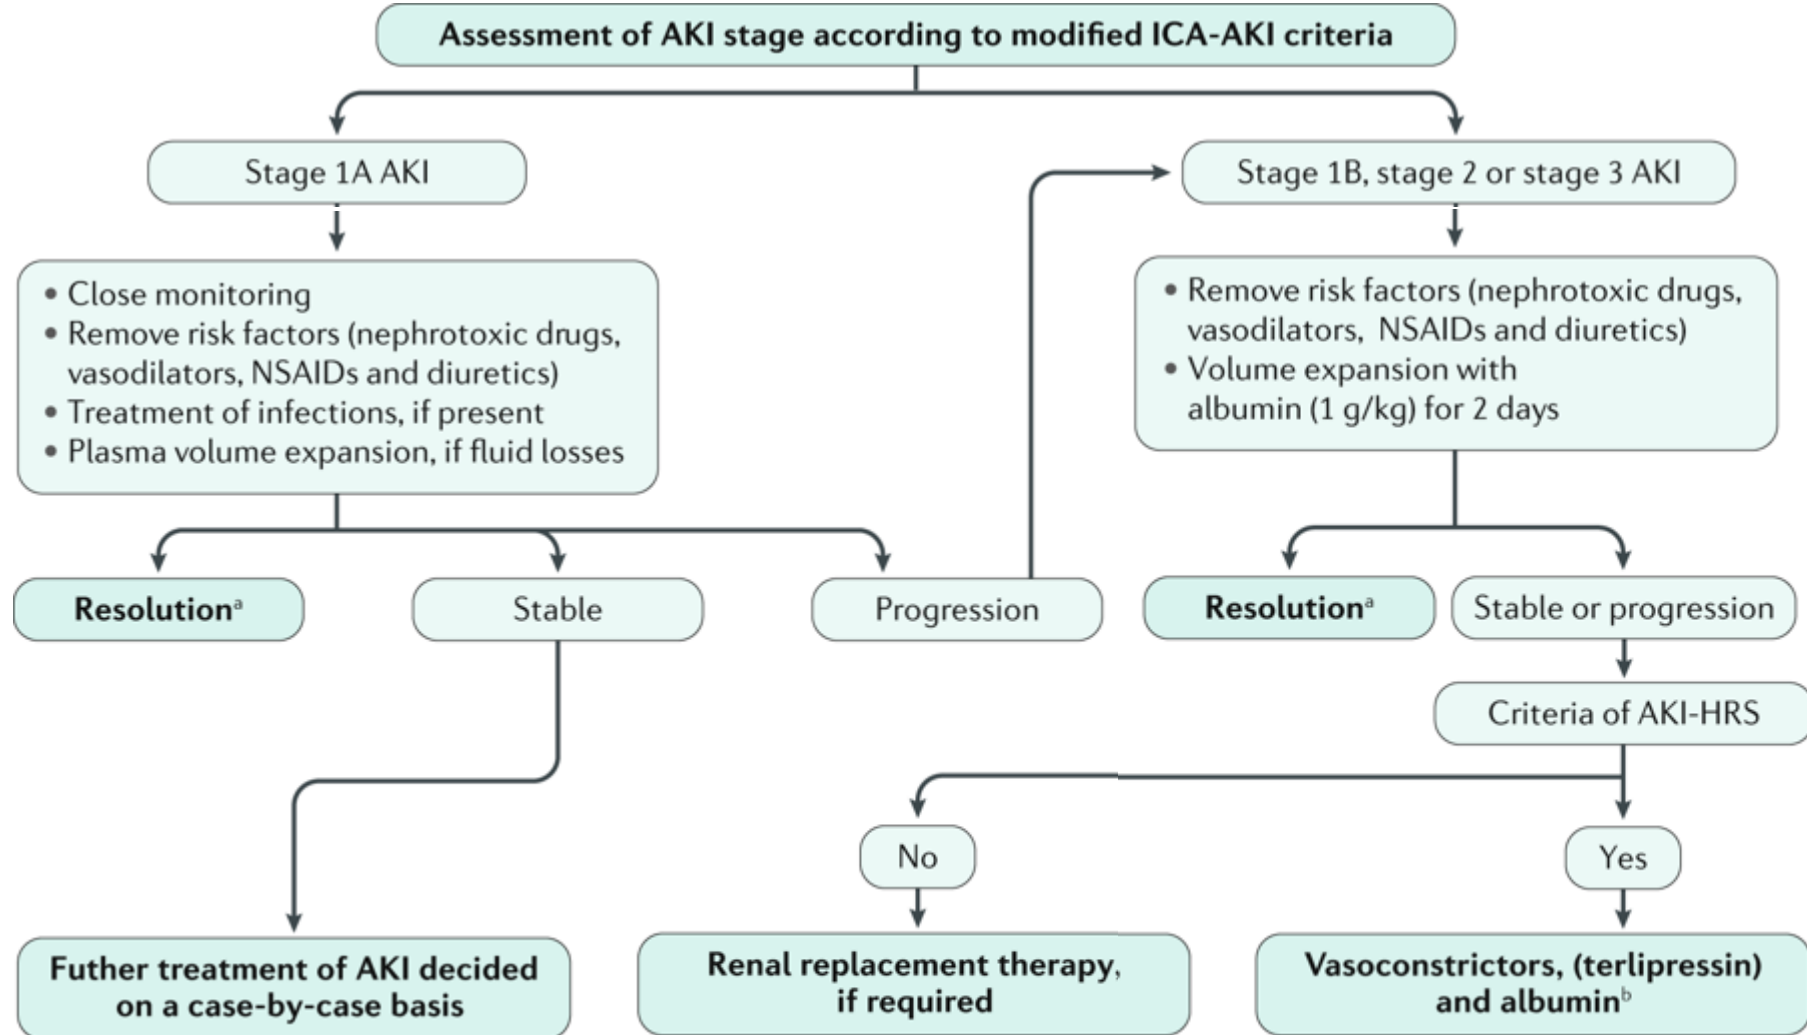 Assessment of AKI stage according to modified ICA-AKI criteria
Stage 1A AKI
Stage 1B, stage 2 or stage 3 AKI
• Close monitoring
• Remove risk factors (nephrotoxic drugs,
vasodilators, NSAIDs and diuretics)
• Treatment of infections, if present
• Plasma volume expansion, if fluid losses
• Remove risk factors (nephrotoxic drugs,
vasodilators, NSAIDs and diuretics)
• Volume expansion with
albumin (1 g/kg) for 2 days
Resolutionᵃ
Stable
Progression
Resolutionᵃ
Stable or progression
Criteria of AKI-HRS
No
Yes
Futher treatment of AKI decided
on a case-by-case basis
Renal replacement therapy,
if required
Vasoconstrictors, (terlipressin)
and albuminᵇ